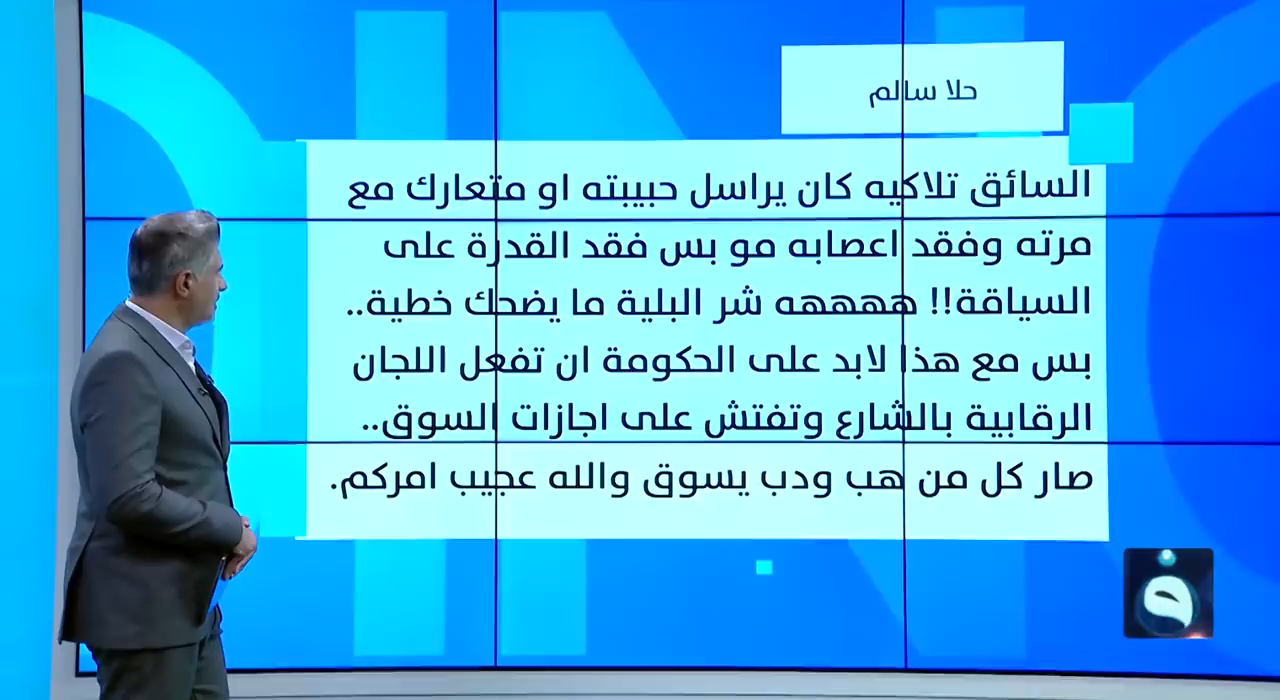 حلا سالم
السائق تلاكيه كان يراسل حبيبته او متعارك مع
مرته وفقد اعصابه مو بس فقد القدرة على
السياقة!! ههههه شر البلية ما يضحك خطية..
بس مع هذا لابد على الحكومة ان تفعل اللجان
الرقابية بالشارع وتفتش على اجازات السوق..
صار كل من هب ودب يسوق والله عجيب امركم.